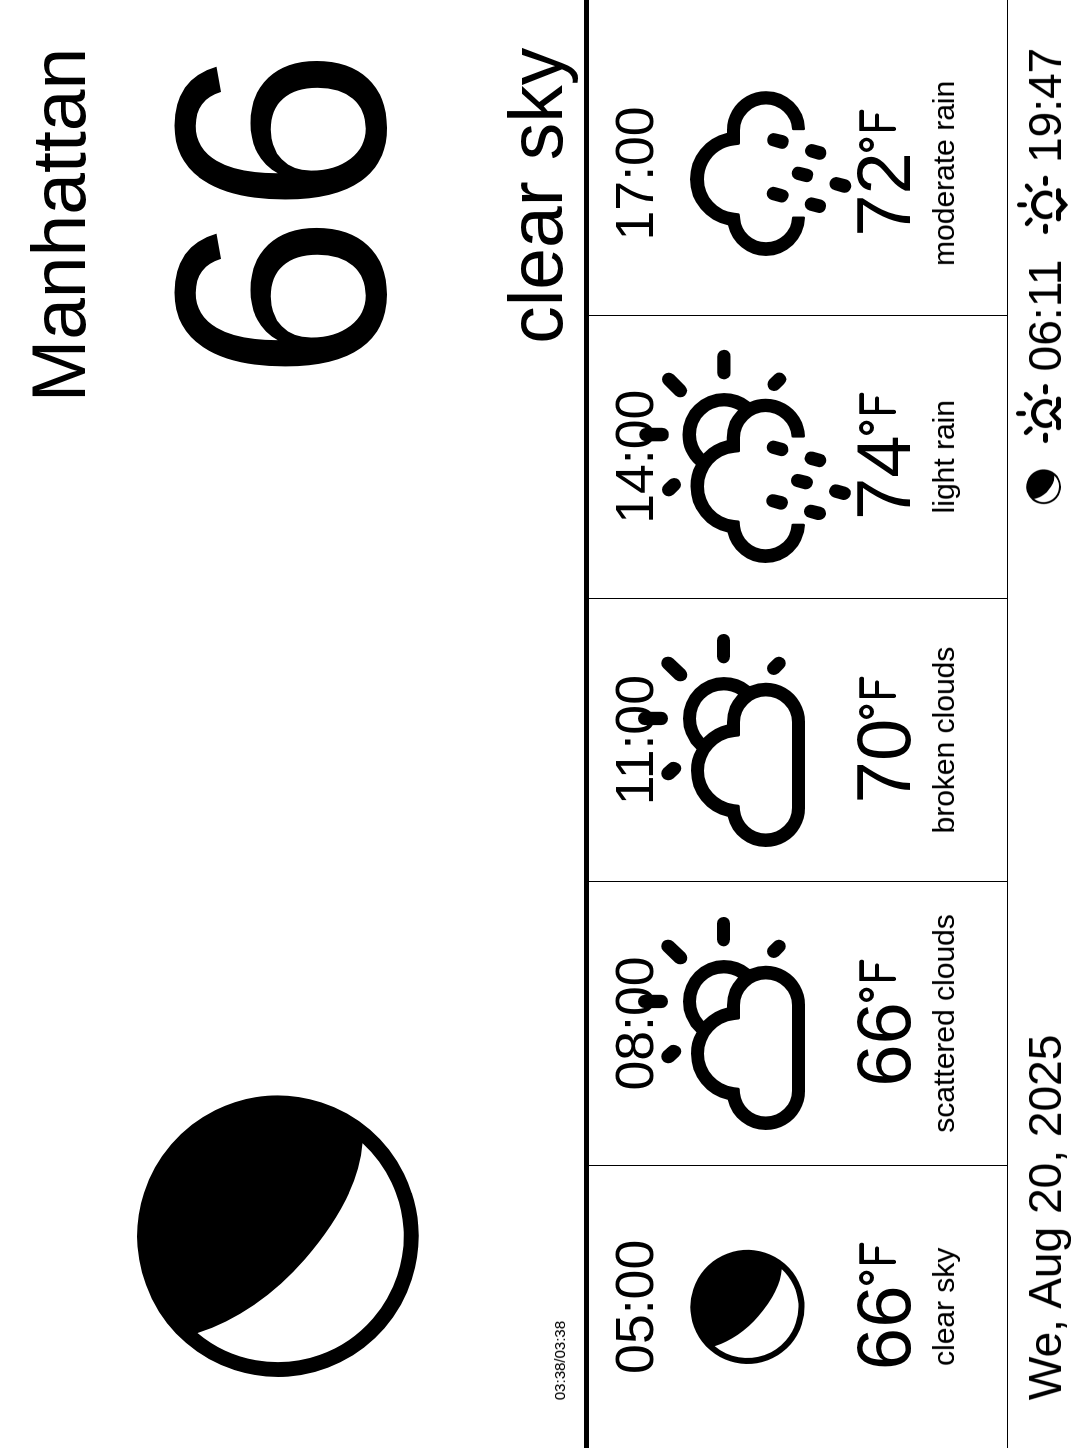 Manhattan
66
clear sky
03:38/03:38
05:00
66°F
clear sky
08:00
66°F
scattered clouds
11:00
70°F
broken clouds
14:00
74°F
light rain
17:00
72°F
moderate rain
We, Aug 20, 2025
06:11
19:47